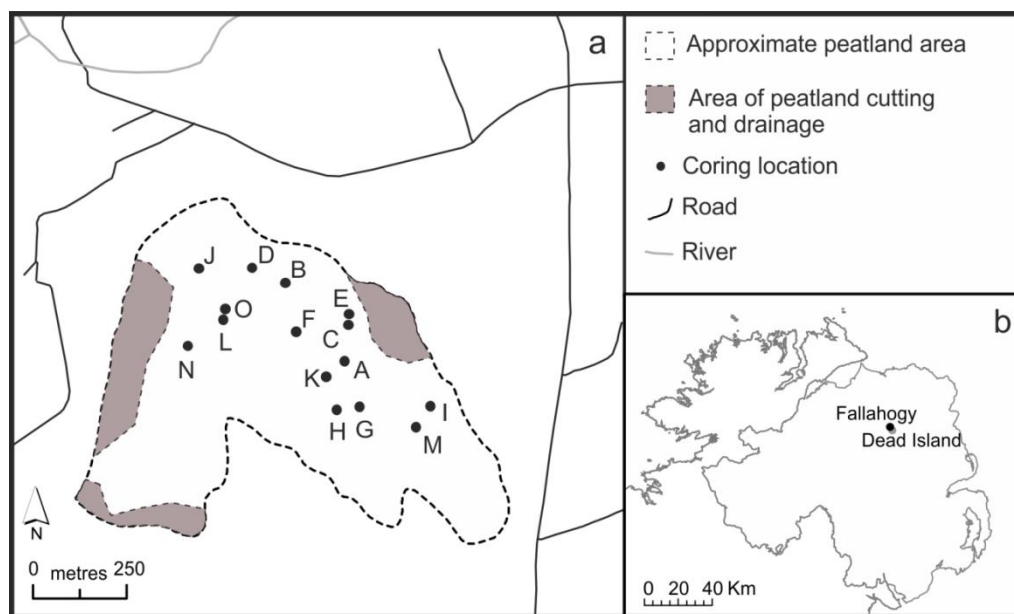 a
J
D
B
E
O
F
C
L
N
A
K
I
H
G
M
N
0 metres 250
Approximate peatland area
Area of peatland cutting
and drainage
Coring location
Road
River
b
Fallahogy
Dead Island
0 20 40 Km